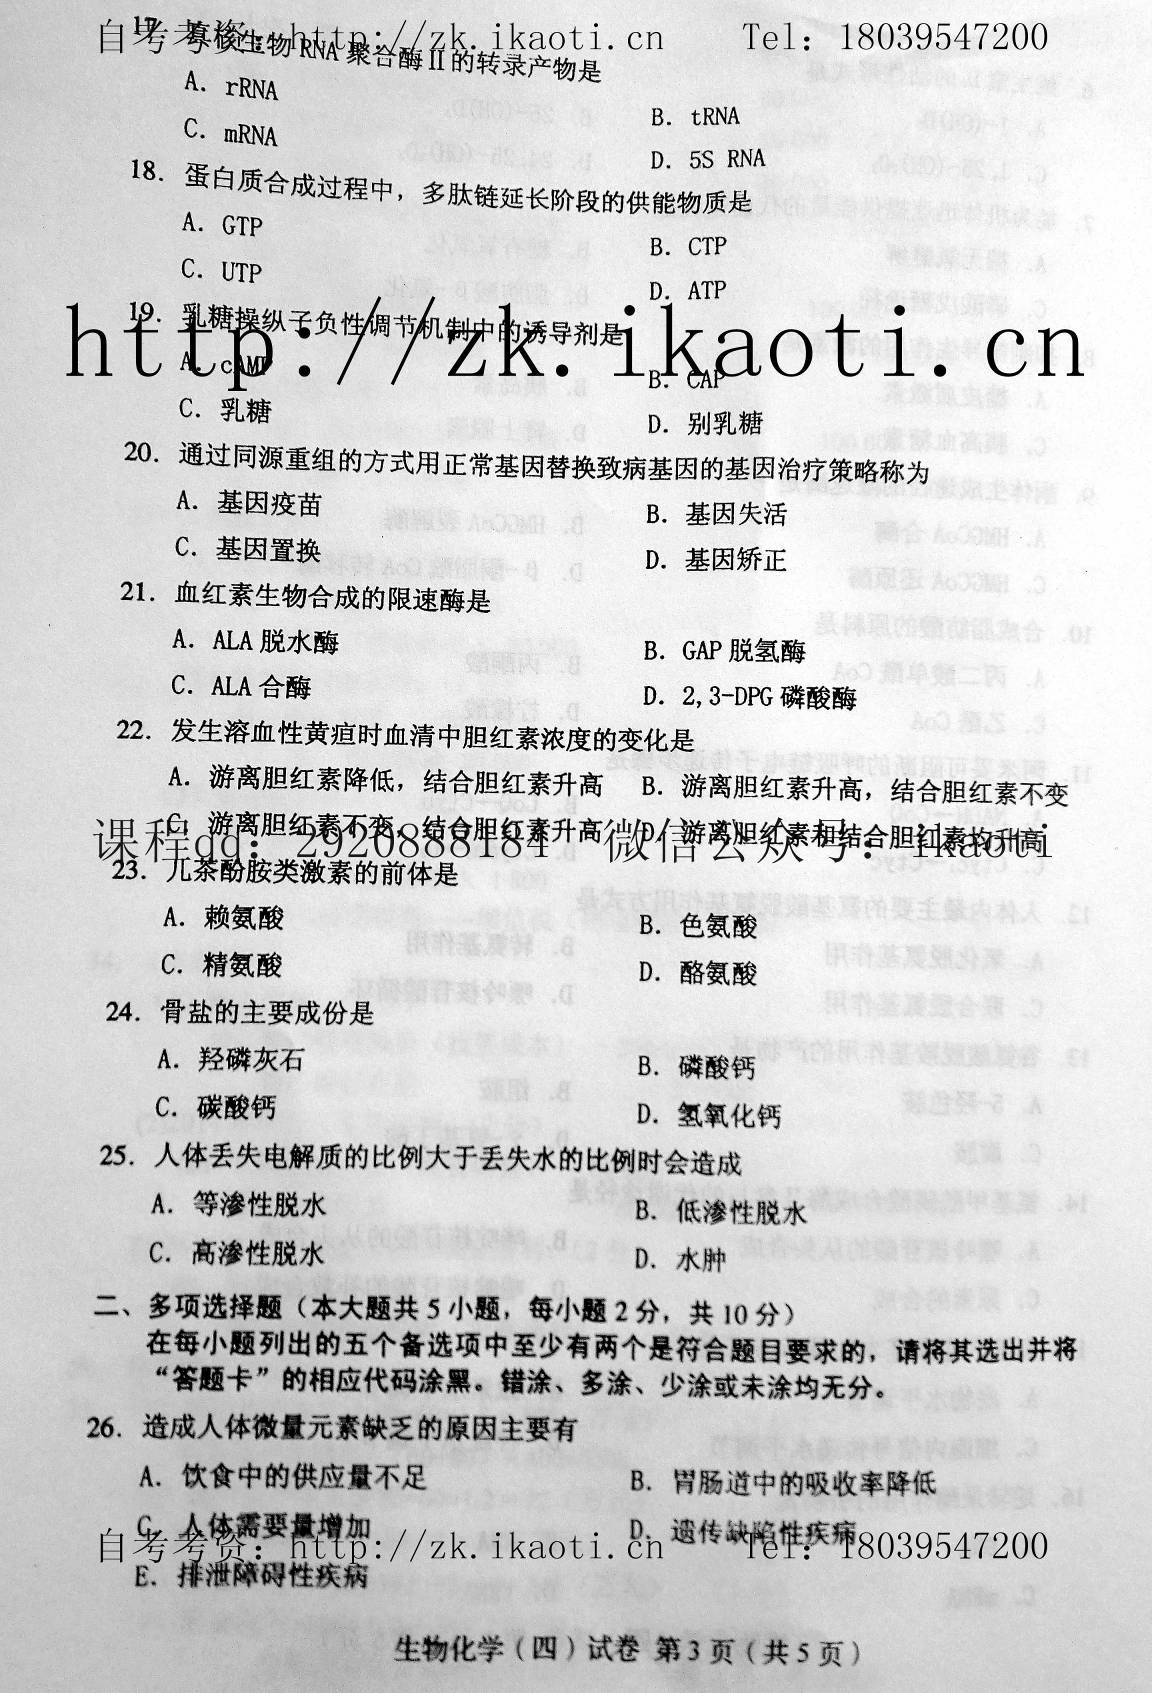 自考考资: http://zk.ikaoti.cn Tel: 18039547200
17. 真核生物 RNA 聚合酶Ⅱ的转录产物是
A. rRNA
B. tRNA
C. mRNA
D. 5S RNA
18. 蛋白质合成过程中，多肽链延长阶段的供能物质是
A. GTP
B. CTP
C. UTP
D. ATP
http://zk.ikaoti.cn
19. 乳糖操纵子负性调节机制中的诱导剂是
A. cAMP
B. CAP
C. 乳糖
D. 别乳糖
20. 通过同源重组的方式用正常基因替换致病基因的基因治疗策略称为
A. 基因疫苗
B. 基因失活
C. 基因置换
D. 基因矫正
21. 血红素生物合成的限速酶是
A. ALA 脱水酶
B. GAP 脱氢酶
C. ALA 合酶
D. 2,3-DPG 磷酸酶
22. 发生溶血性黄疸时血清中胆红素浓度的变化是
A. 游离胆红素降低，结合胆红素升高 B. 游离胆红素升高，结合胆红素不变
C. 游离胆红素不变，结合胆红素升高 D. 游离胆红素和结合胆红素均升高
课程qq: 2920888184 微信公众号: ikaoti
23. 儿茶酚胺类激素的前体是
A. 赖氨酸
B. 色氨酸
C. 精氨酸
D. 酪氨酸
24. 骨盐的主要成份是
A. 羟磷灰石
B. 磷酸钙
C. 碳酸钙
D. 氢氧化钙
25. 人体丢失电解质的比例大于丢失水的比例时会造成
A. 等渗性脱水
B. 低渗性脱水
C. 高渗性脱水
D. 水肿
二、多项选择题（本大题共 5 小题，每小题 2 分，共 10 分）
在每小题列出的五个备选项中至少有两个是符合题目要求的，请将其选出并将
“答题卡”的相应代码涂黑。错涂、多涂、少涂或未涂均无分。
26. 造成人体微量元素缺乏的原因主要有
A. 饮食中的供应量不足
B. 胃肠道中的吸收率降低
C. 人体需要量增加
D. 遗传缺陷性疾病
自考考资: http://zk.ikaoti.cn Tel: 18039547200
E. 排泄障碍性疾病
生物化学（四）试卷 第 3 页（共 5 页）